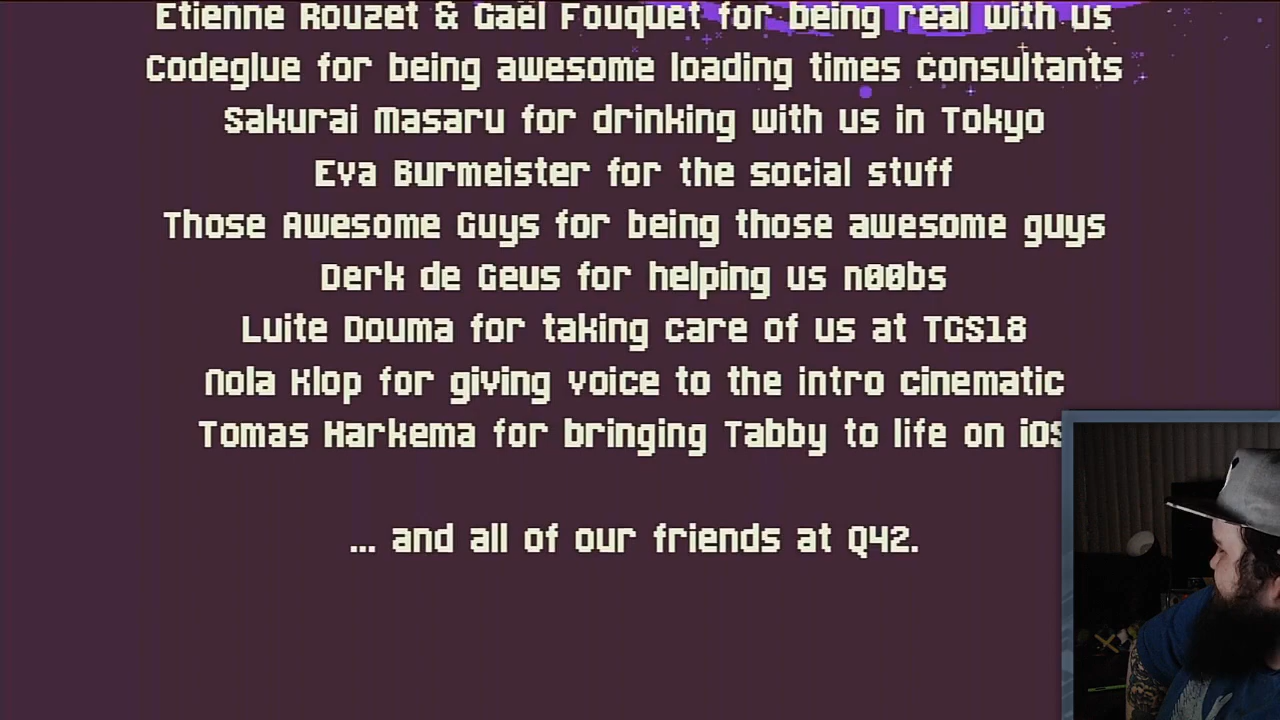 Etienne Rouzet & Gaël Fouquet for being real with us
Codeglue for being awesome loading times consultants
Sakurai Masaru for drinking with us in Tokyo
Eva Burmeister for the social stuff
Those Awesome Guys for being those awesome guys
Derk de Geus for helping us n00bs
Luite Douma for taking care of us at TGS18
Nola Klop for giving voice to the intro cinematic
Tomas Harkema for bringing Tabby to life on iOS
... and all of our friends at Q42.